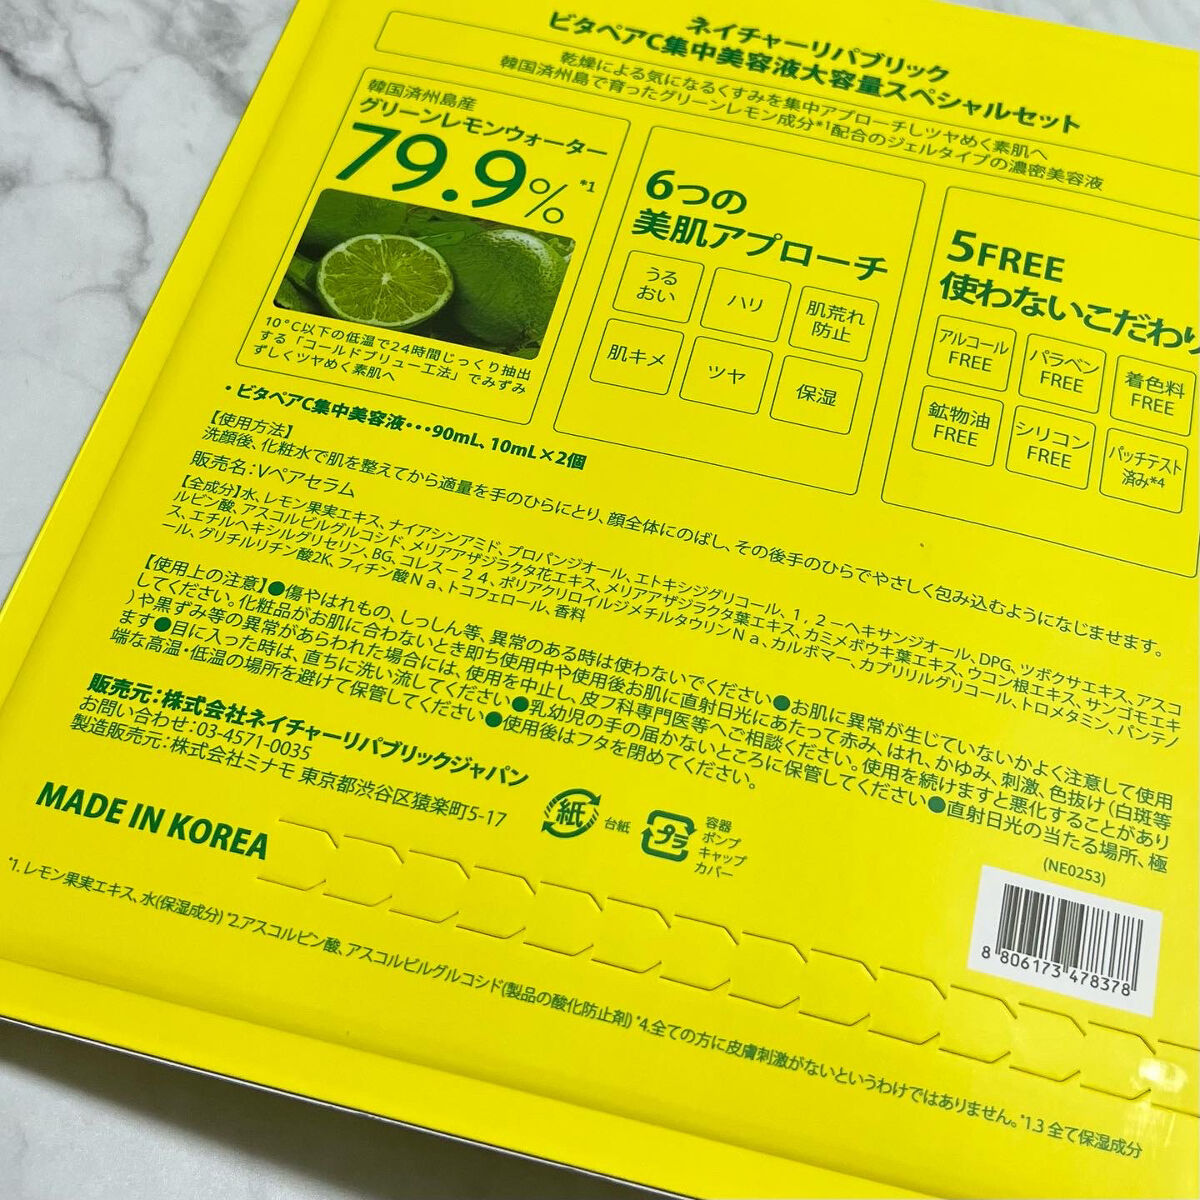 ネイチャーリパブリック
ビタペアC集中美容液大容量スペシャルセット
乾燥による気になるくすみを集中アプローチしツヤめく素肌へ
韓国済州島で育ったグリーンレモン成分*1配合のジェルタイプの濃密美容液
韓国済州島産
グリーンレモンウォーター
79.9%*1
10°C以下の低温で24時間じっくり抽出
する「コールドブリュー工法」でみずみ
ずしくツヤめく素肌へ
6つの
美肌アプローチ
うる
おい
ハリ
肌荒れ
防止
肌キメ
ツヤ
保湿
5FREE
使わないこだわり
アルコール
FREE
パラベン
FREE
着色料
FREE
鉱物油
FREE
シリコン
FREE
パッチテスト
済み*4
・ビタペアC集中美容液・・・90mL、10mL×2個
【使用方法】
洗顔後、化粧水で肌を整えてから適量を手のひらにとり、顔全体にのばし、その後手のひらでやさしく包み込むようになじませます。
販売名：Vペアセラム
【全成分】水、レモン果実エキス、ナイアシンアミド、プロパンジオール、エトキシジグリコール、1，2－ヘキサンジオール、DPG、ツボクサエキス、アスコ
ルビン酸、アスコルビルグルコシド、メリアアザジラクタ花エキス、メリアアザジラクタ葉エキス、カミメボウキ葉エキス、ウコン根エキス、サンゴモエキ
ス、エチルヘキシルグリセリン、BG、コレス－２４、ポリアクリロイルジメチルタウリンＮａ、カルボマー、カプリリルグリコール、トロメタミン、パンテノ
ール、グリチルリチン酸2K、フィチン酸Ｎａ、トコフェロール、香料
【使用上の注意】●傷やはれもの、しっしん等、異常のある時は使わないでください●お肌に異常が生じていないかよく注意して使用
してください。化粧品がお肌に合わないとき即ち使用中や使用後お肌に直射日光にあたって赤み、はれ、かゆみ、刺激、色抜け（白斑等
）や黒ずみ等の異常があらわれた場合には、使用を中止し、皮フ科専門医等へご相談ください。使用を続けますと悪化することがあり
ます●目に入った時は、直ちに洗い流してください●乳幼児の手の届かないところに保管してください●直射日光の当たる場所、極
端な高温・低温の場所を避けて保管してください●使用後はフタを閉めてください。
販売元：株式会社ネイチャーリパブリックジャパン
お問い合わせ：03-4571-0035
製造販売元：株式会社ミナモ 東京都渋谷区猿楽町5-17
紙
台紙
プラ
容器
ポンプ
キャップ
カバー
MADE IN KOREA
(NE0253)
8 806173 478378
*1. レモン果実エキス、水(保湿成分) *2.アスコルビン酸、アスコルビルグルコシド(製品の酸化防止剤) *4.全ての方に皮膚刺激がないというわけではありません。*1.3 全て保湿成分